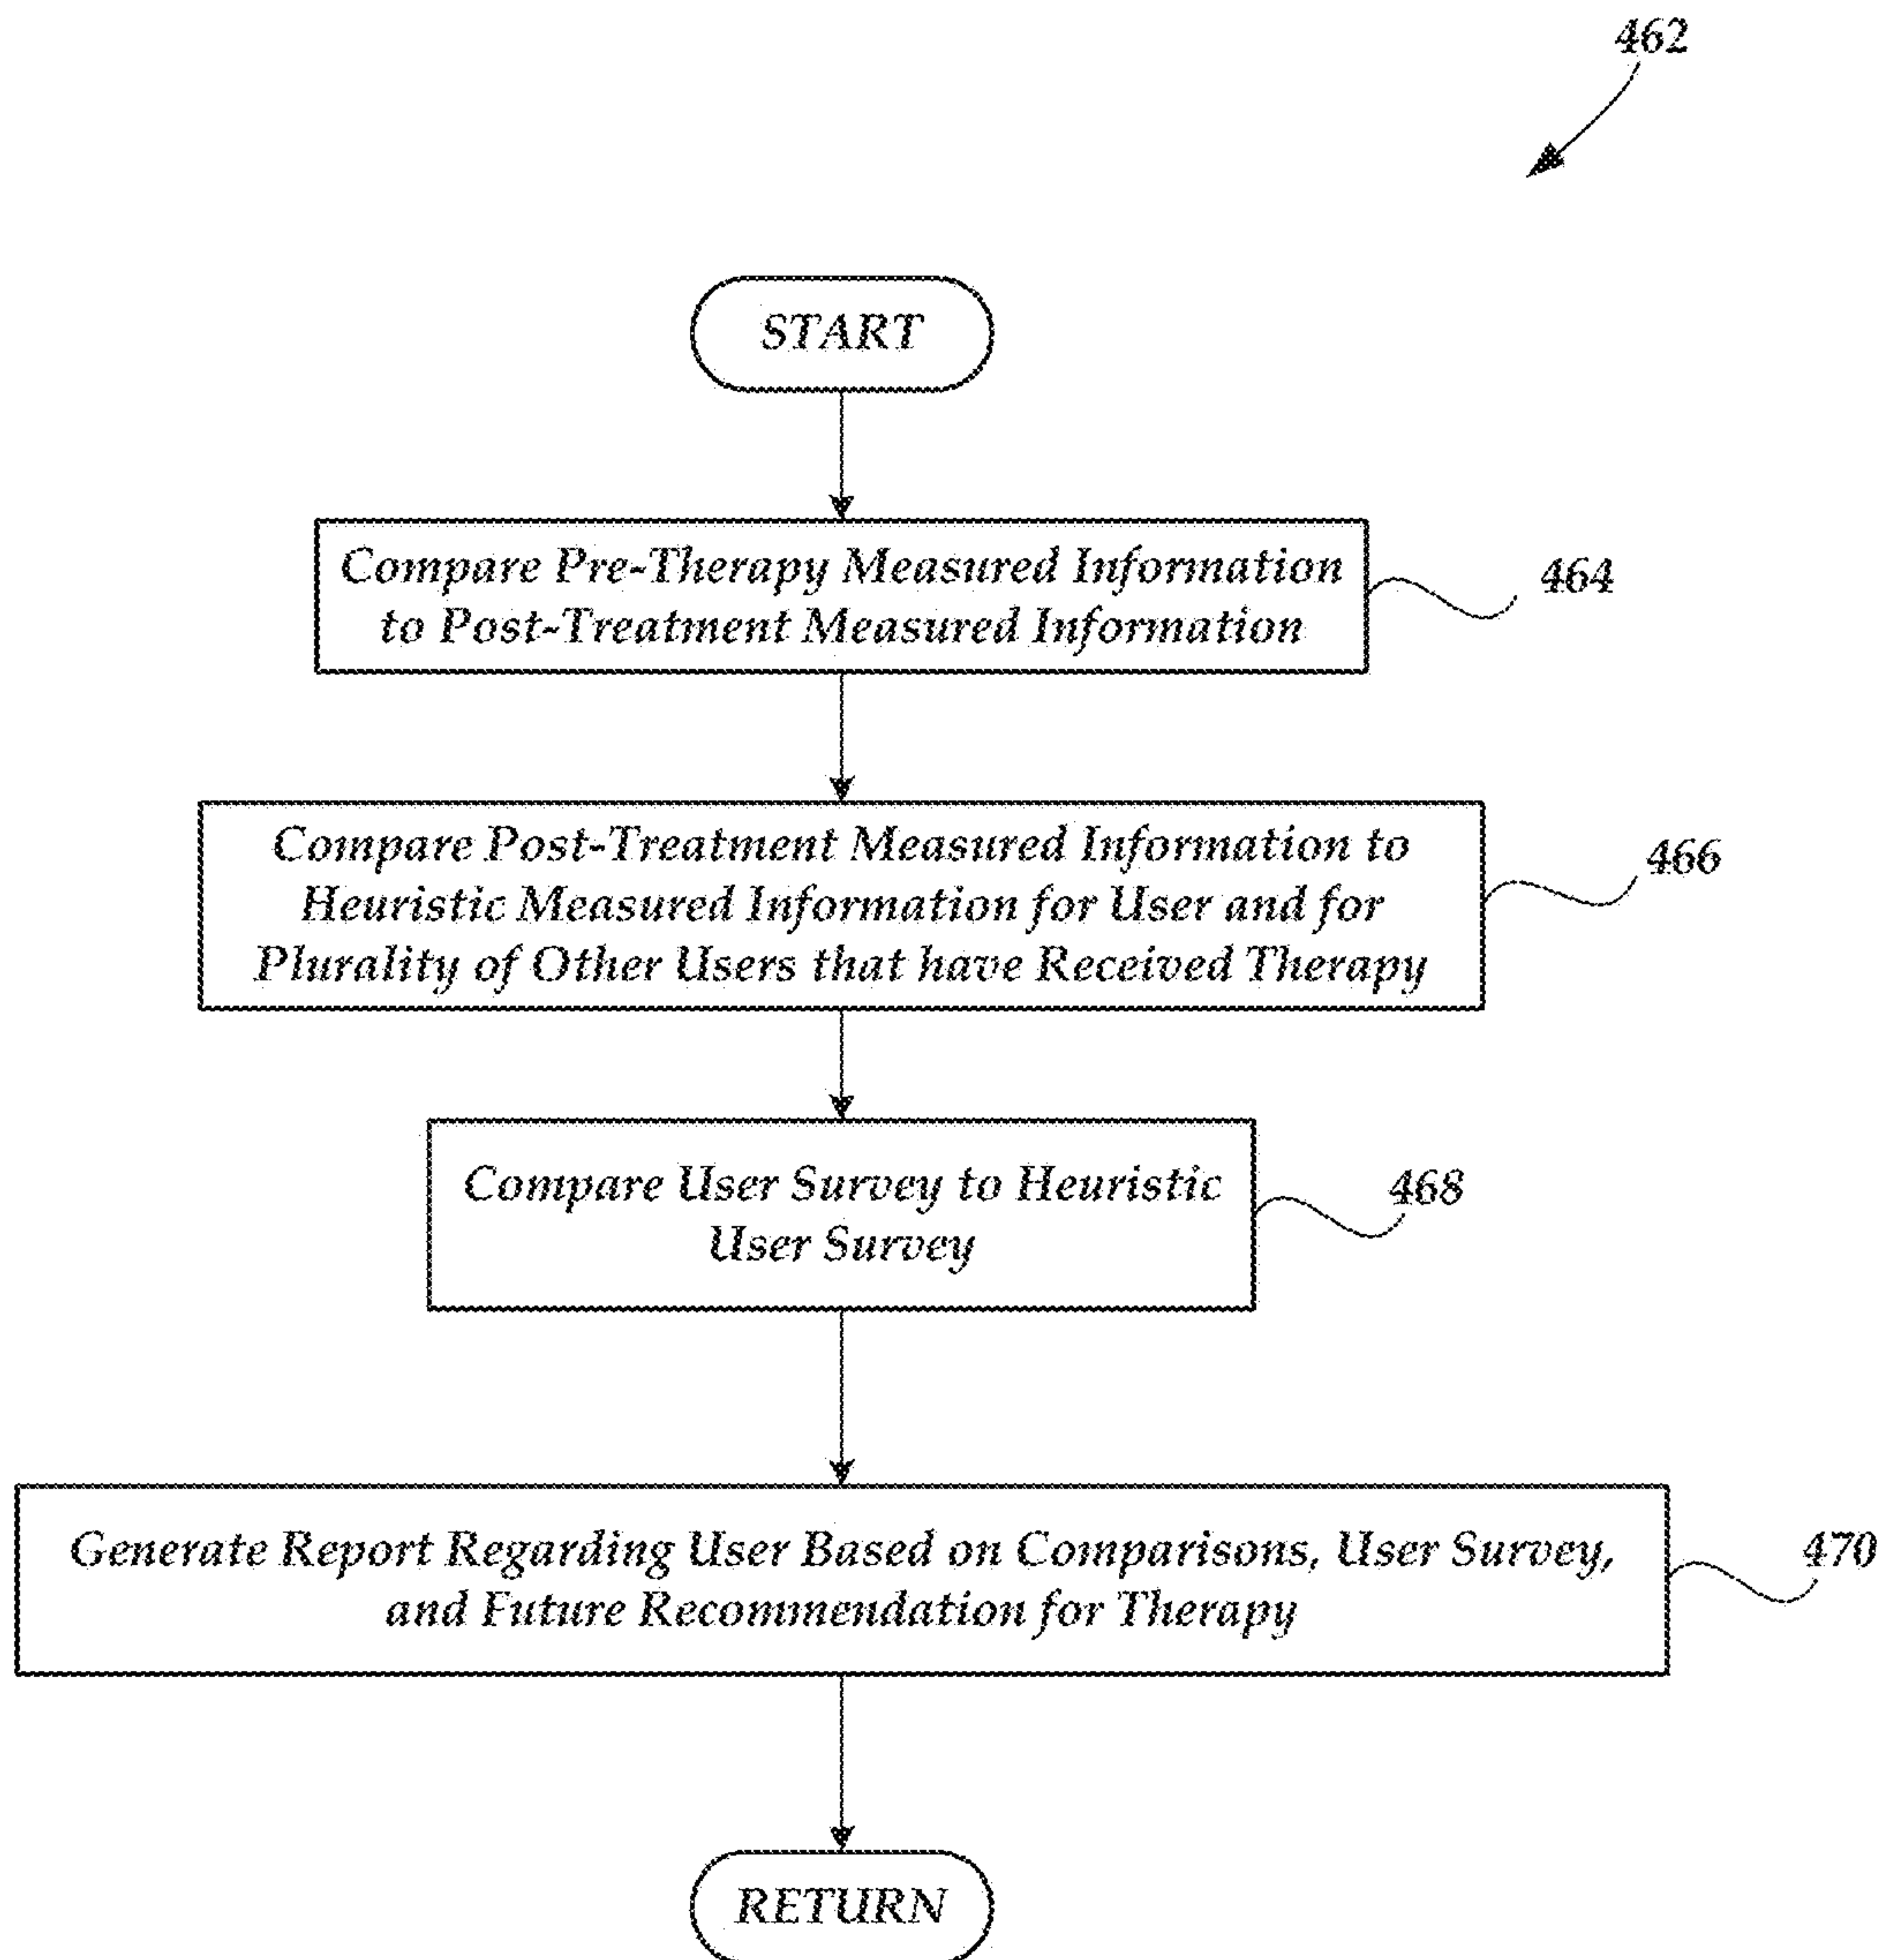 462
START
Compare Pre-Therapy Measured Information
to Post-Treatment Measured Information
464
Compare Post-Treatment Measured Information to
Heuristic Measured Information for User and for
Plurality of Other Users that have Received Therapy
466
Compare User Survey to Heuristic
User Survey
468
Generate Report Regarding User Based on Comparisons, User Survey,
and Future Recommendation for Therapy
470
RETURN